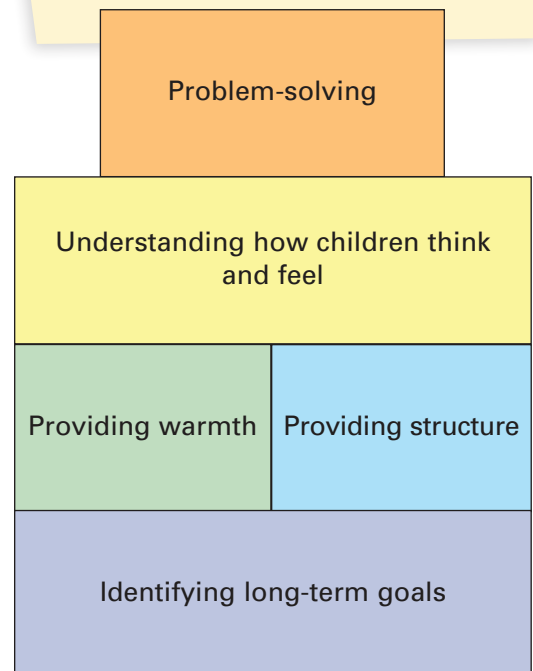 Problem-solving
Understanding how children think
and feel
Providing warmth
Providing structure
Identifying long-term goals